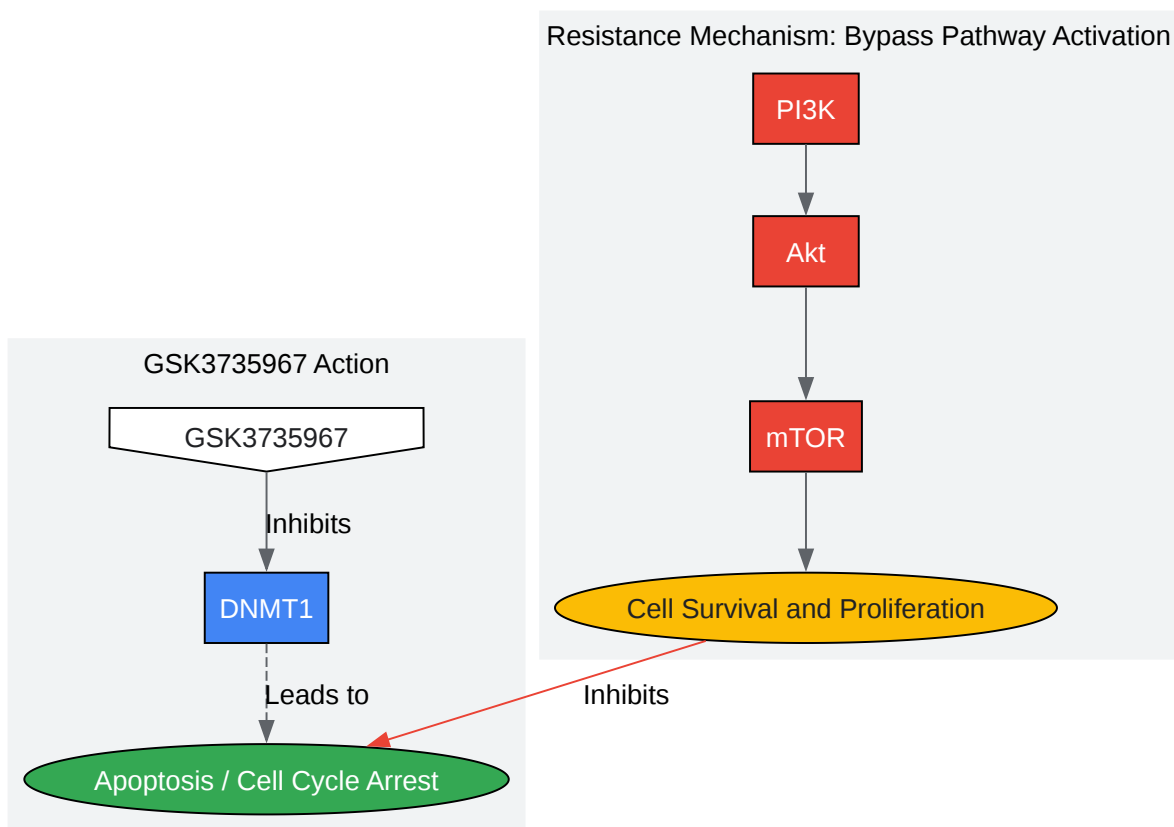 Resistance Mechanism: Bypass Pathway Activation
PI3K
Akt
mTOR
Cell Survival and Proliferation
Inhibits
GSK3735967 Action
GSK3735967
Inhibits
DNMT1
Leads to
Apoptosis / Cell Cycle Arrest